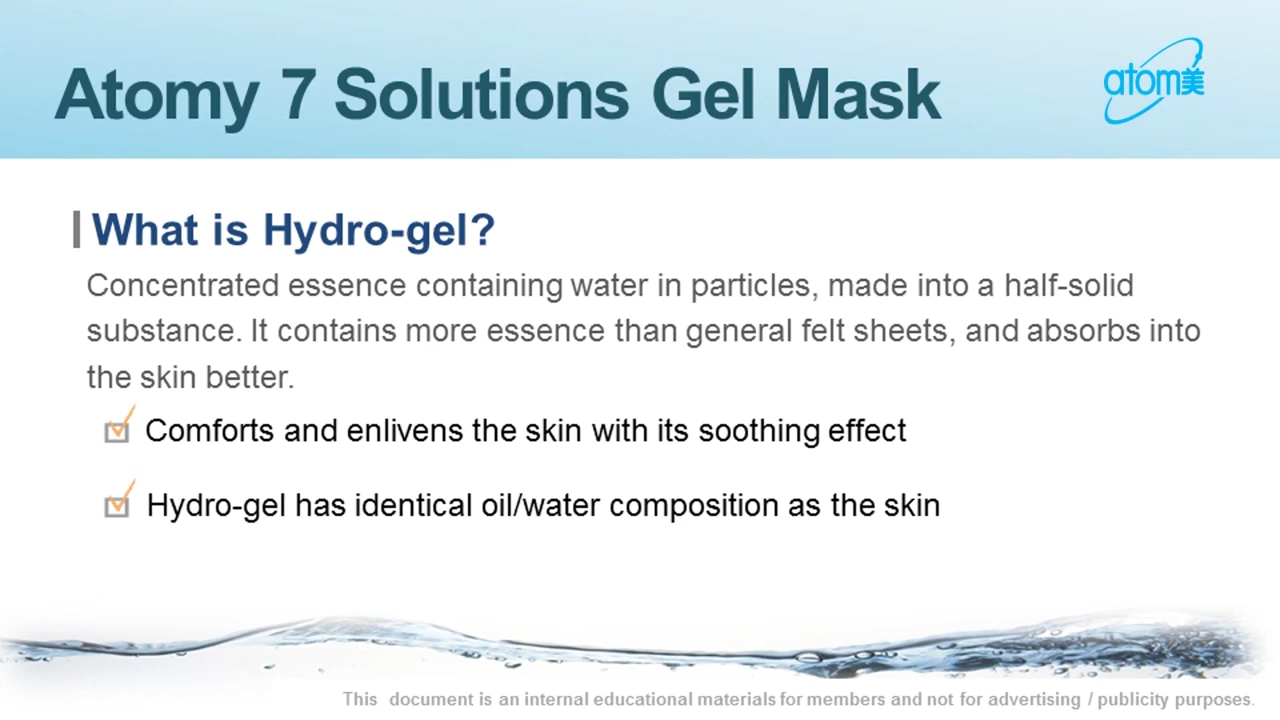 Atomy 7 Solutions Gel Mask
atom美
What is Hydro-gel?
Concentrated essence containing water in particles, made into a half-solid
substance. It contains more essence than general felt sheets, and absorbs into
the skin better.
Comforts and enlivens the skin with its soothing effect
Hydro-gel has identical oil/water composition as the skin
This document is an internal educational materials for members and not for advertising / publicity purposes.